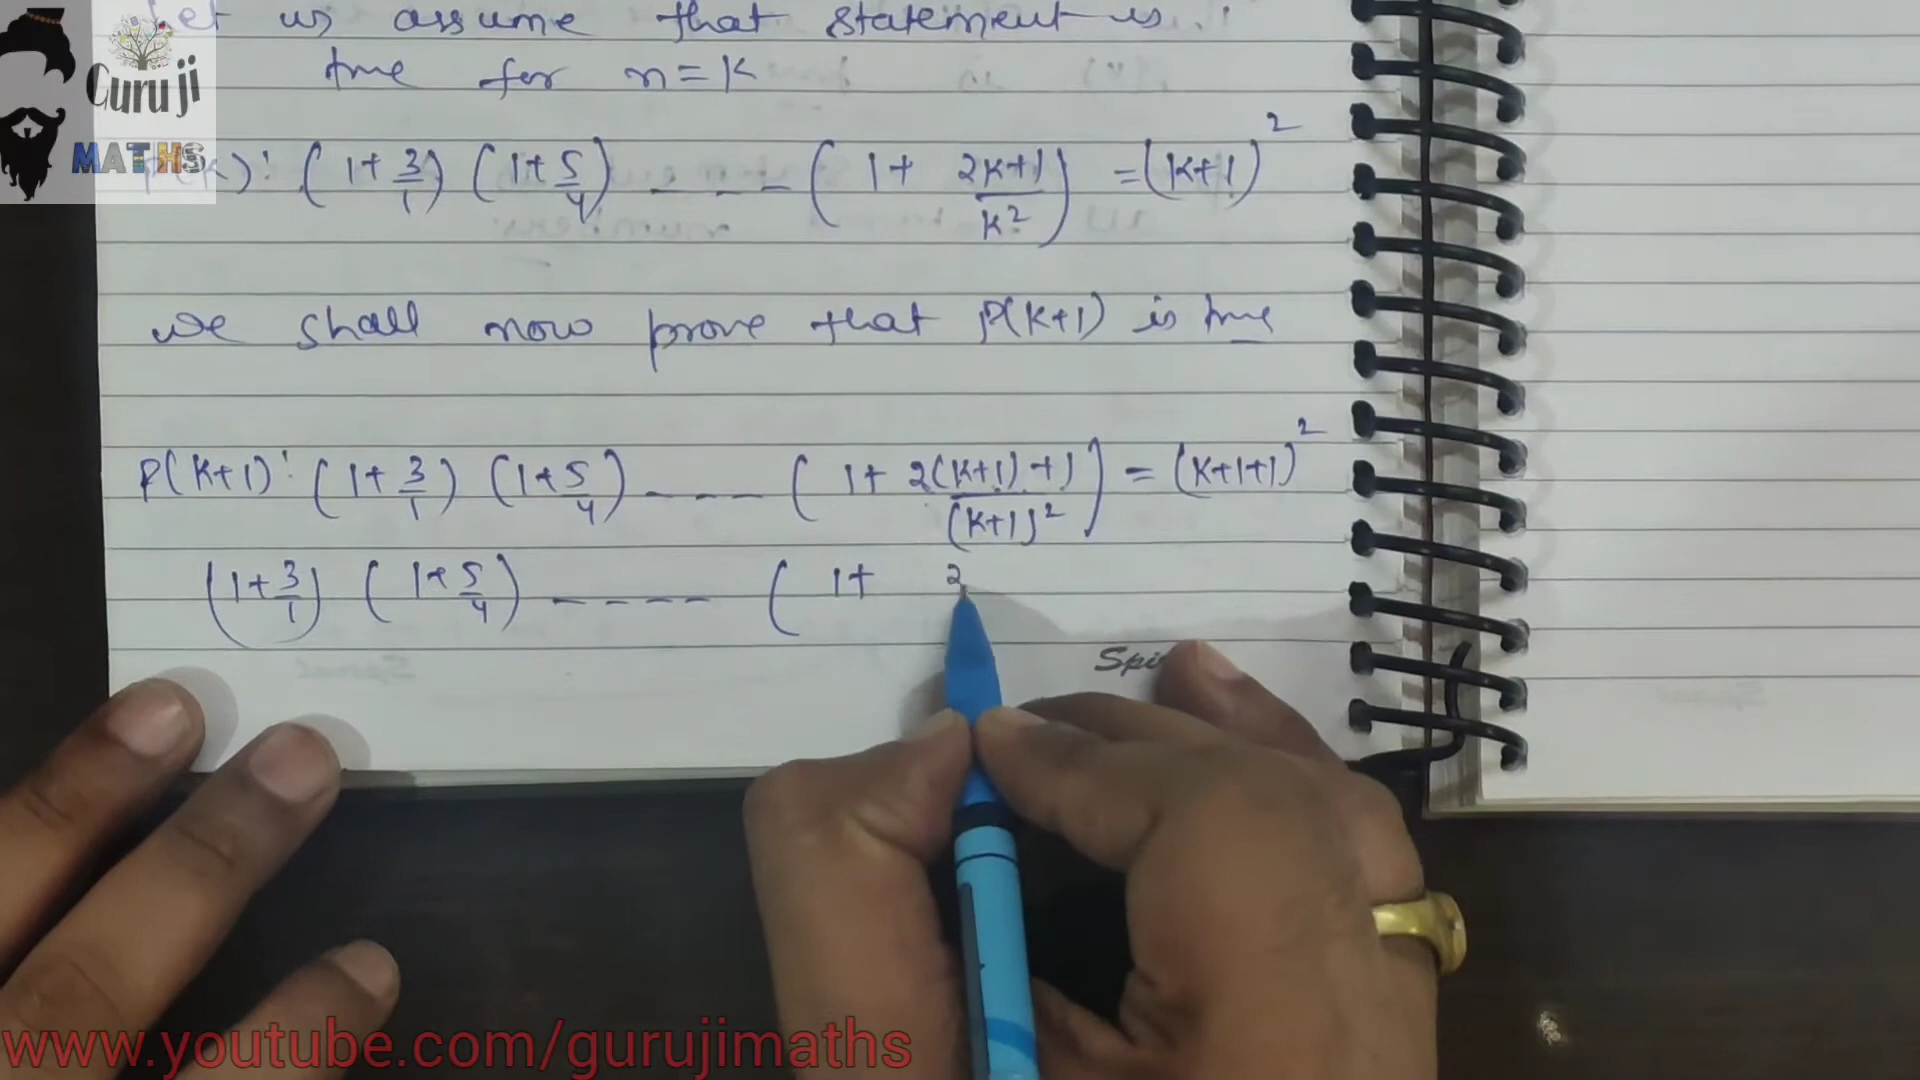 Let us assume that statement is
true for n=k
Guruji
MATHS
P(k): (1+3/1) (1+5/4) ---- (1+ (2k+1)/k²) = (k+1)²
we shall now prove that P(k+1) is true
P(k+1): (1+3/1) (1+5/4) ---- (1+ (2(k+1)+1)/(k+1)²) = (k+1+1)²
(1+3/1) (1+5/4) ---- (1+ 2
www.youtube.com/gurujimaths